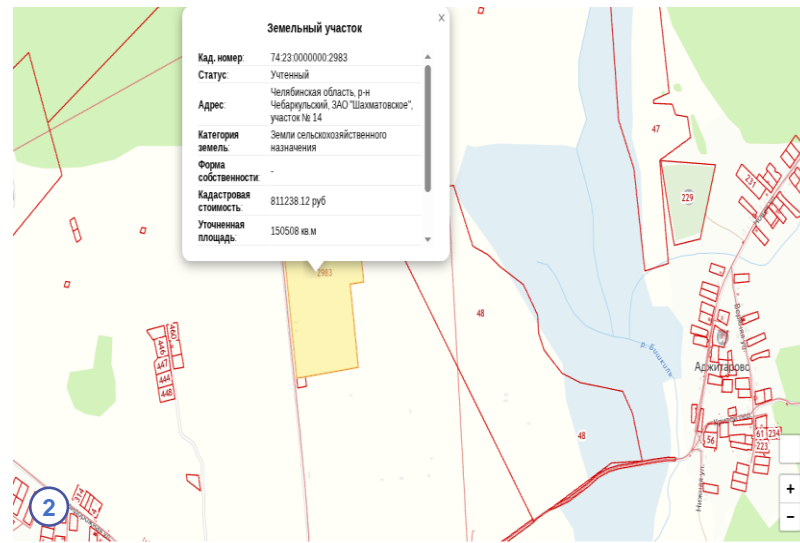 x
Земельный участок
Кад. номер: 74:23:0000000:2983
Статус: Учтенный
Адрес: Челябинская область, р-н
Чебаркульский, ЗАО "Шахматовское",
участок № 14
Категория земель: Земли сельскохозяйственного
назначения
Форма собственности: -
Кадастровая стоимость: 811238.12 руб
Уточненная площадь: 150508 кв.м
47
231
229
2983
48
460
446
447
444
448
р. Бишкиль
Аджитарово
48
56
61
234
223
314
2
+
−